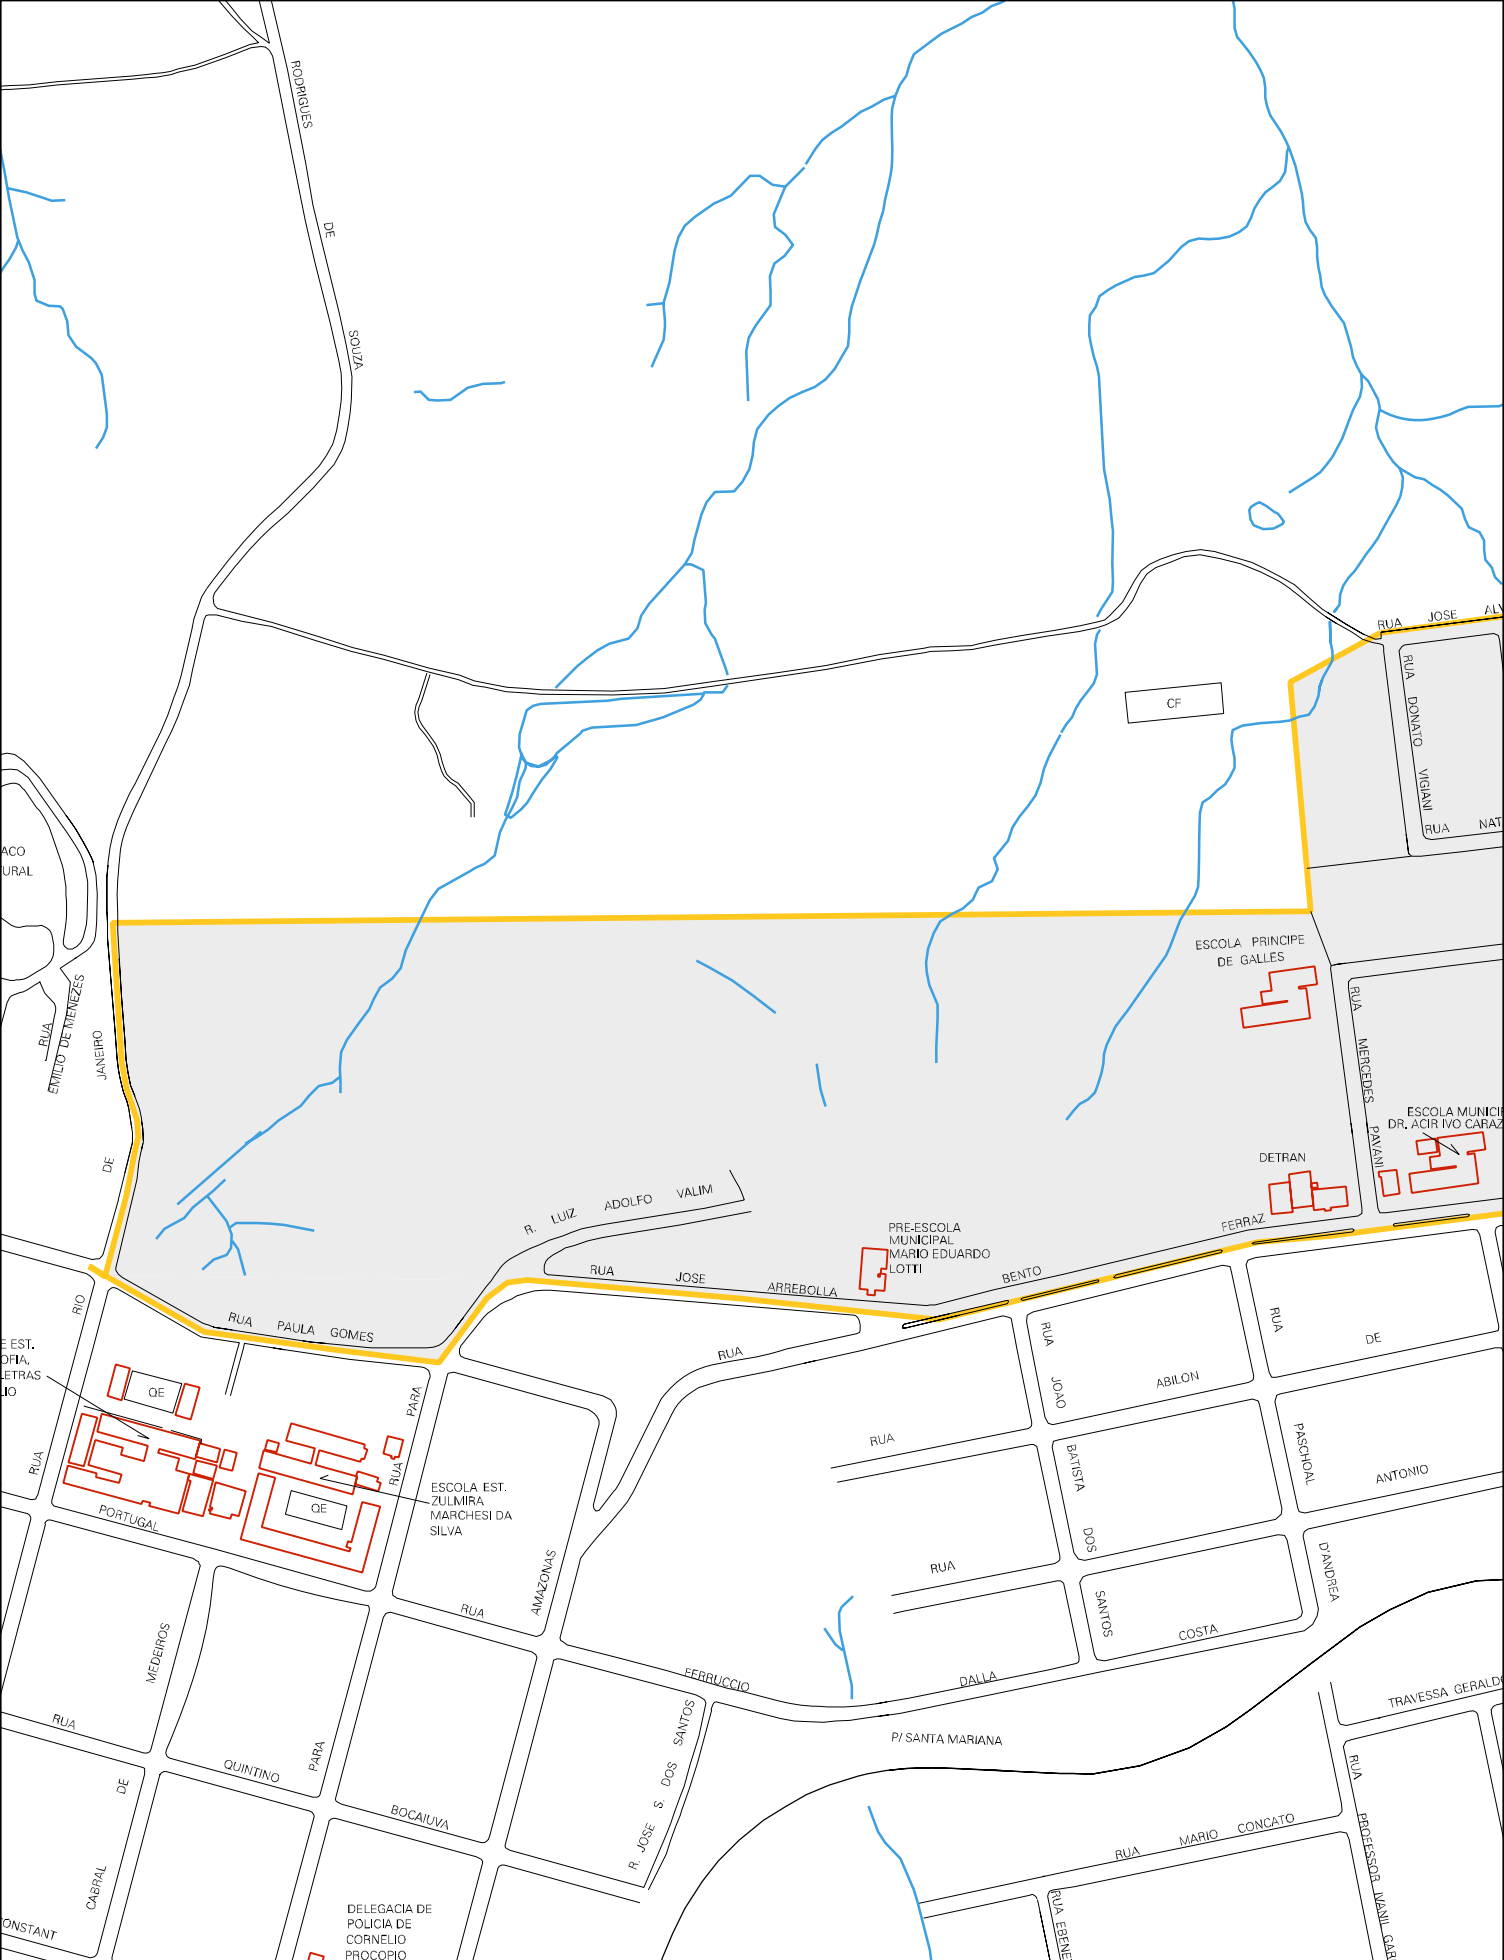 RODRIGUES
DE
SOUZA
RUA JOSE ALV
RUA DONATO VIGIANI
CF
RUA NAT
ACO
URAL
ESCOLA PRINCIPE
DE GALLES
RUA
EMILIO DE MENEZES
JANEIRO
DE
RIO
RUA
RUA MERCEDES PAVANI
ESCOLA MUNICI
DR. ACIR IVO CARAZ
DETRAN
R. LUIZ ADOLFO VALIM
PRE-ESCOLA
MUNICIPAL
MARIO EDUARDO
LOTTI
FERRAZ
BENTO
RUA JOSE ARREBOLLA
RUA PAULA GOMES
RUA
E EST.
OFIA,
LETRAS
LIO
QE
QE
PARA
RUA
RUA JOAO BATISTA DOS SANTOS
RUA ABILON
RUA DE
PASCHOAL
D'ANDREA
RUA ANTONIO
ESCOLA EST.
ZULMIRA
MARCHESI DA
SILVA
PORTUGAL
RUA
AMAZONAS
MEDEIROS
DE
CABRAL
FERRUCCIO DALLA COSTA
P/ SANTA MARIANA
TRAVESSA GERALDO
RUA QUINTINO BOCAIUVA
PARA
R. JOSE S. DOS SANTOS
RUA MARIO CONCATO
RUA PROFESSOR IVANIL GAR
RUA EBENE
ONSTANT
DELEGACIA DE
POLICIA DE
CORNELIO
PROCOPIO